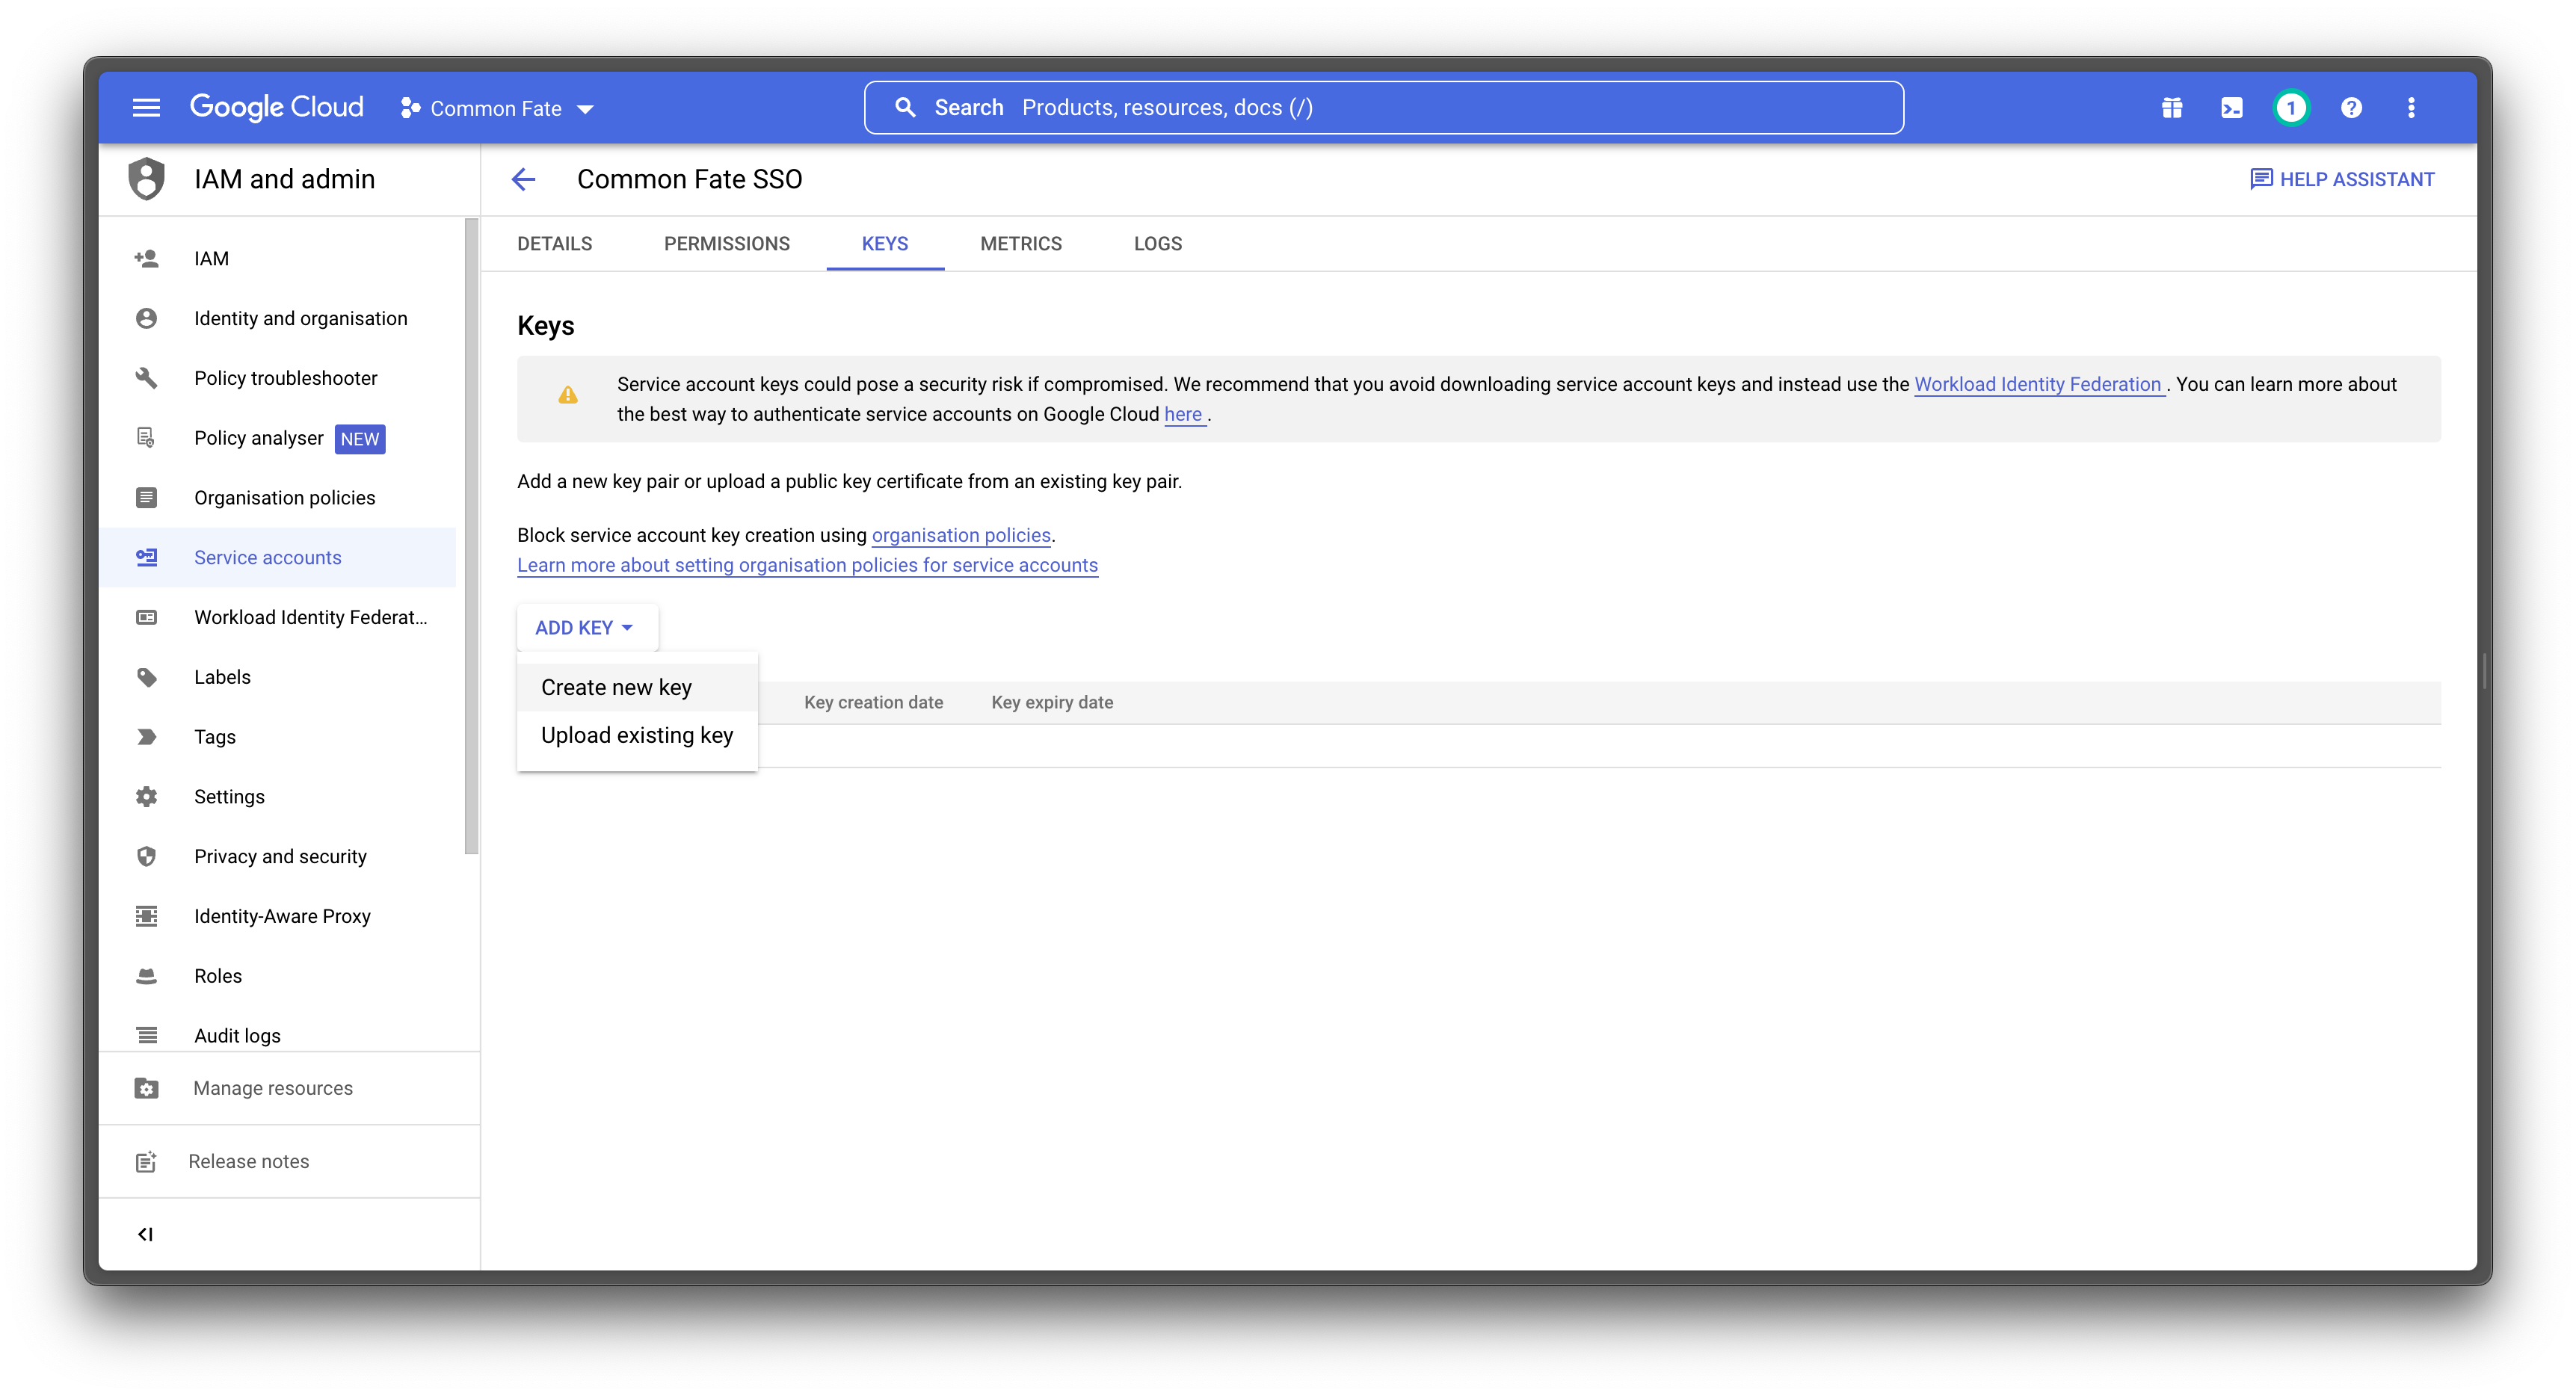 Google Cloud
Common Fate
Search Products, resources, docs (/)
1
IAM and admin
Common Fate SSO
HELP ASSISTANT
IAM
Identity and organisation
Policy troubleshooter
Policy analyser NEW
Organisation policies
Service accounts
Workload Identity Federat...
Labels
Tags
Settings
Privacy and security
Identity-Aware Proxy
Roles
Audit logs
Manage resources
Release notes
DETAILS PERMISSIONS KEYS METRICS LOGS
Keys
Service account keys could pose a security risk if compromised. We recommend that you avoid downloading service account keys and instead use the Workload Identity Federation . You can learn more about
the best way to authenticate service accounts on Google Cloud here .
Add a new key pair or upload a public key certificate from an existing key pair.
Block service account key creation using organisation policies.
Learn more about setting organisation policies for service accounts
ADD KEY
Create new key
Upload existing key
Key creation date Key expiry date